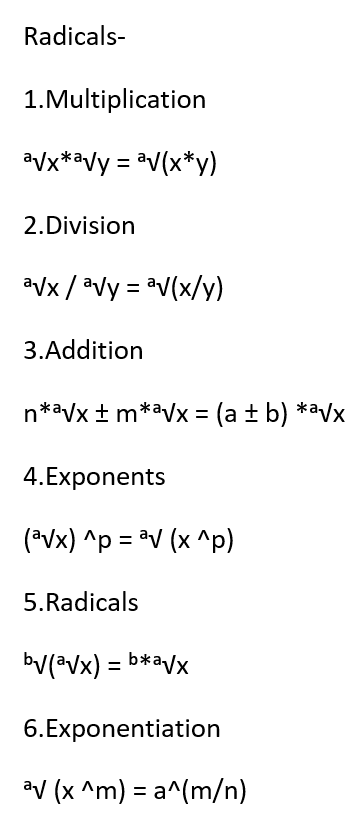 Radicals-
1.Multiplication
ᵃ√x*ᵃ√y = ᵃ√(x*y)
2.Division
ᵃ√x / ᵃ√y = ᵃ√(x/y)
3.Addition
n*ᵃ√x ± m*ᵃ√x = (a ± b) *ᵃ√x
4.Exponents
(ᵃ√x) ^p = ᵃ√ (x ^p)
5.Radicals
ᵇ√(ᵃ√x) = ᵇ*ᵃ√x
6.Exponentiation
ᵃ√ (x ^m) = a^(m/n)